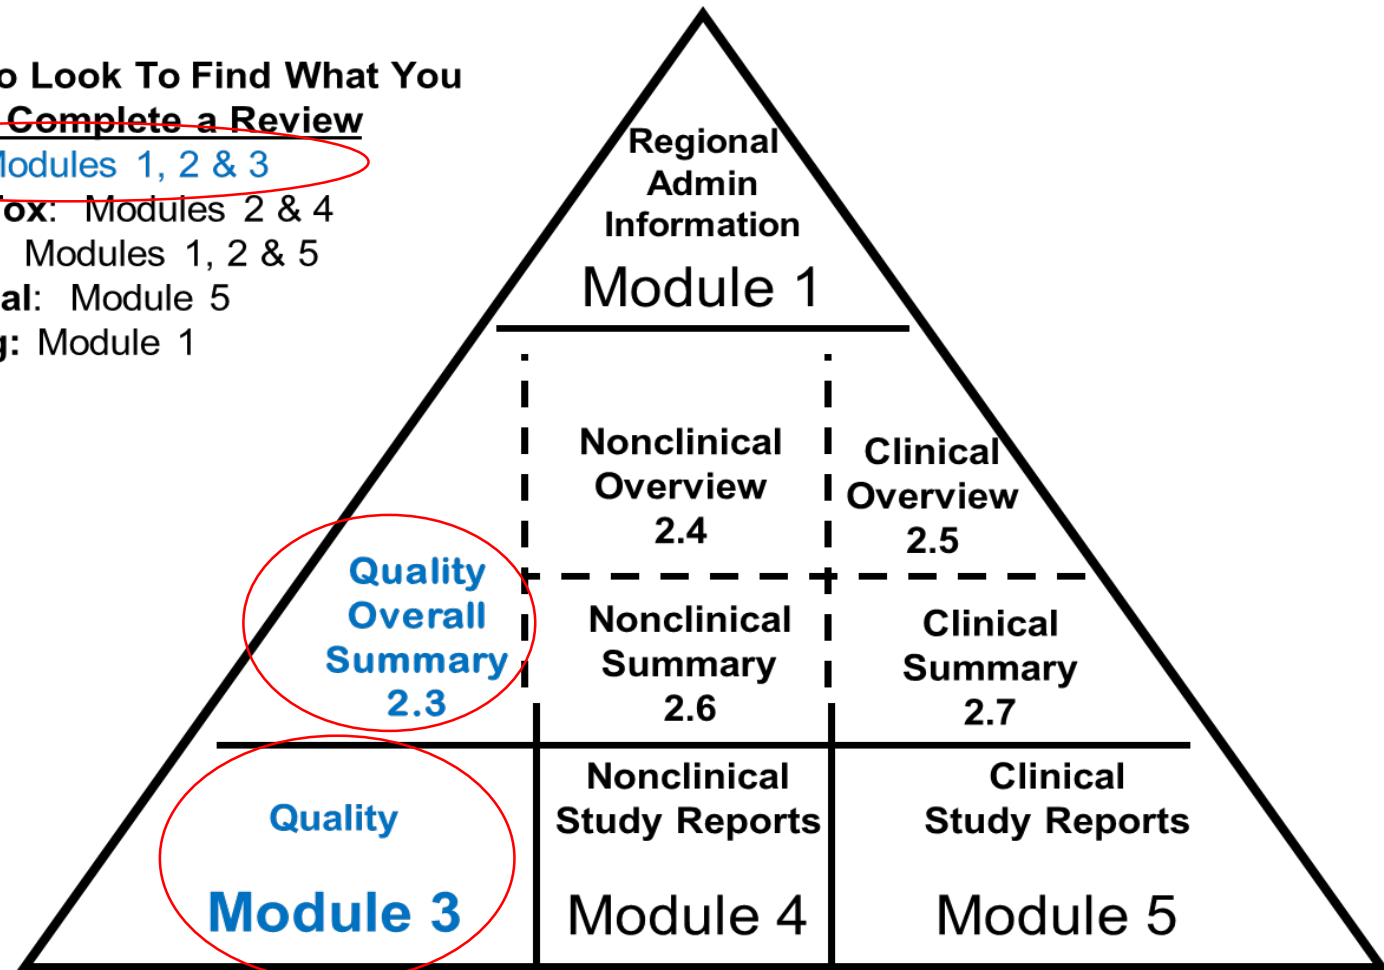 o Look To Find What You
Complete a Review
Modules 1, 2 & 3
ox: Modules 2 & 4
Modules 1, 2 & 5
al: Module 5
g: Module 1
Regional
Admin
Information
Module 1
Nonclinical
Overview
2.4
Clinical
Overview
2.5
Quality
Overall
Summary
2.3
Nonclinical
Summary
2.6
Clinical
Summary
2.7
Quality
Module 3
Nonclinical
Study Reports
Module 4
Clinical
Study Reports
Module 5